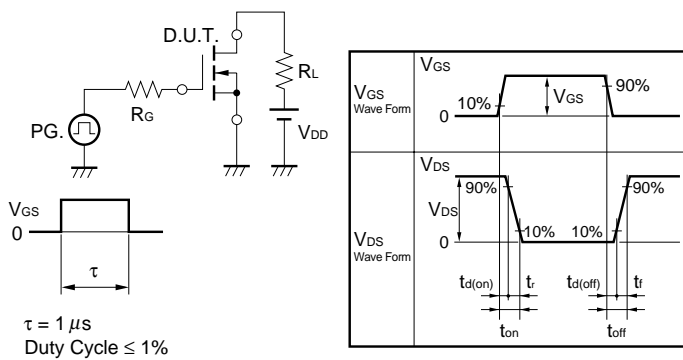 D.U.T.
RL
RG
PG.
VDD
VGS
0
τ
τ = 1 μs
Duty Cycle ≤ 1%
VGS
Wave Form
VGS
10%
VGS
90%
0
VDS
Wave Form
VDS
90%
VDS
10%
10%
90%
0
td(on)
tr
td(off)
tf
ton
toff